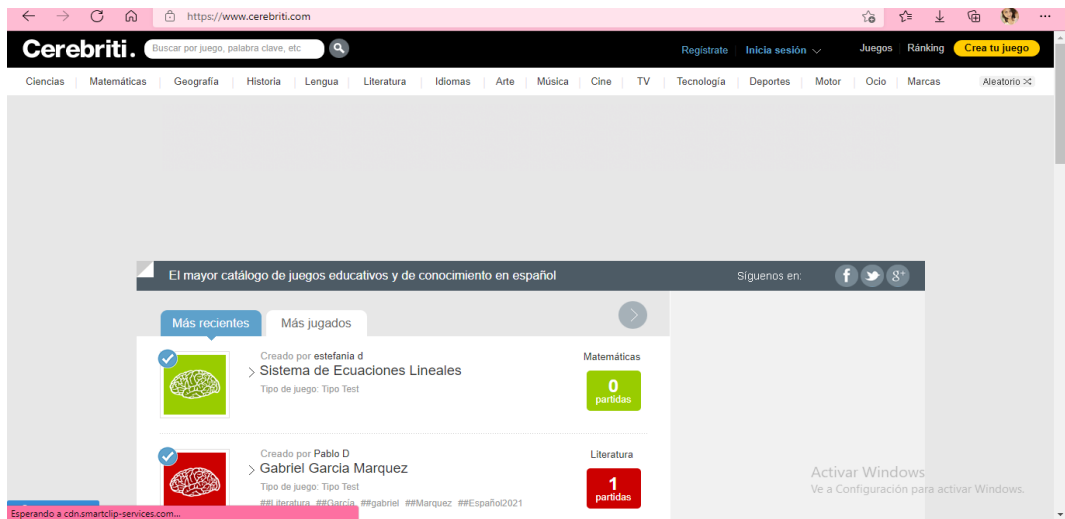 https://www.cerebriti.com
Cerebriti. Buscar por juego, palabra clave, etc Regístrate Inicia sesión Juegos Ránking Crea tu juego
Ciencias Matemáticas Geografía Historia Lengua Literatura Idiomas Arte Música Cine TV Tecnología Deportes Motor Ocio Marcas Aleatorio
El mayor catálogo de juegos educativos y de conocimiento en español Síguenos en: f g+
Más recientes Más jugados
Creado por estefania d Matemáticas
Sistema de Ecuaciones Lineales
Tipo de juego: Tipo Test
0
partidas
Creado por Pablo D Literatura
Gabriel Garcia Marquez
Tipo de juego: Tipo Test
1
partidas
##Literatura ##García ##gabriel ##Marquez ##Español2021
Activar Windows
Ve a Configuración para activar Windows.
Esperando a cdn.smartclip-services.com...